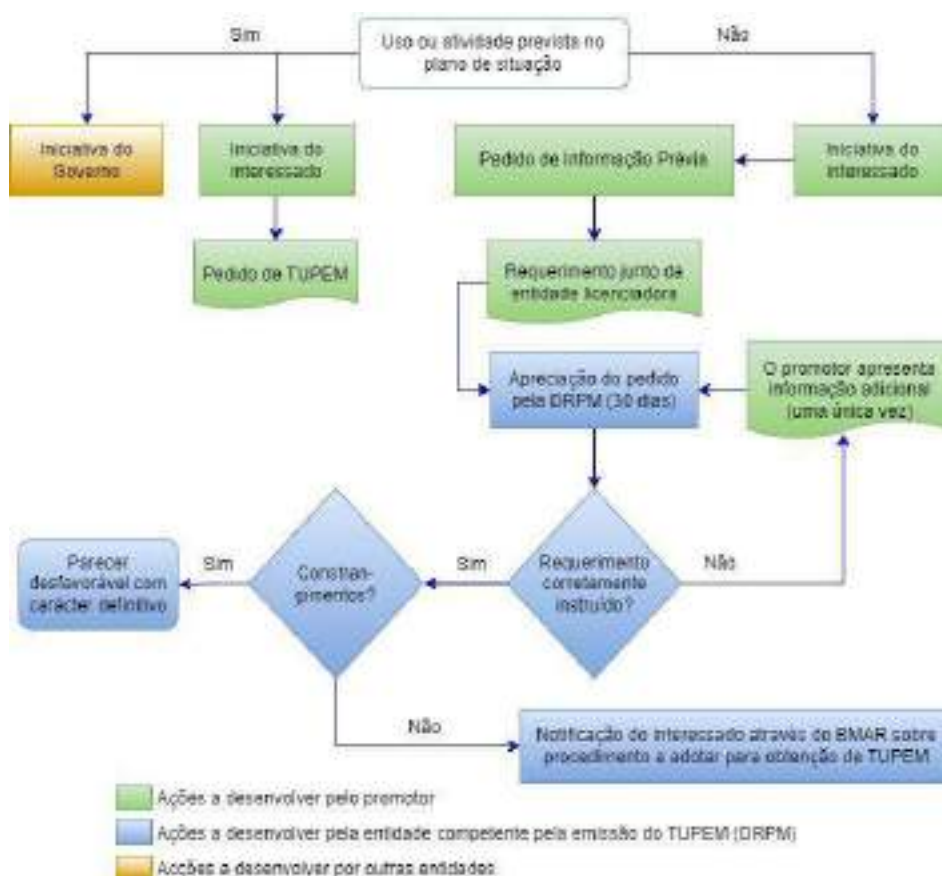 Uso ou atividade prevista no
plano de situação
Sim
Não
Iniciativa do
Governo
Iniciativa do
interessado
Pedido de Informação Prévia
Iniciativa do
interessado
Pedido de TUPEM
Requerimento junto da
entidade licenciadora
Apreciação do pedido
pela DRPM (30 dias)
O promotor apresenta
informação adicional
(uma única vez)
Parecer
desfavorável com
carácter definitivo
Sim
Constran-
gimentos?
Sim
Requerimento
corretamente
instruído?
Não
Não
Notificação do interessado através do BMAR sobre
procedimento a adotar para obtenção de TUPEM
Ações a desenvolver pelo promotor
Ações a desenvolver pela entidade competente pela emissão do TUPEM (DRPM)
Acções a desenvolver por outras entidades